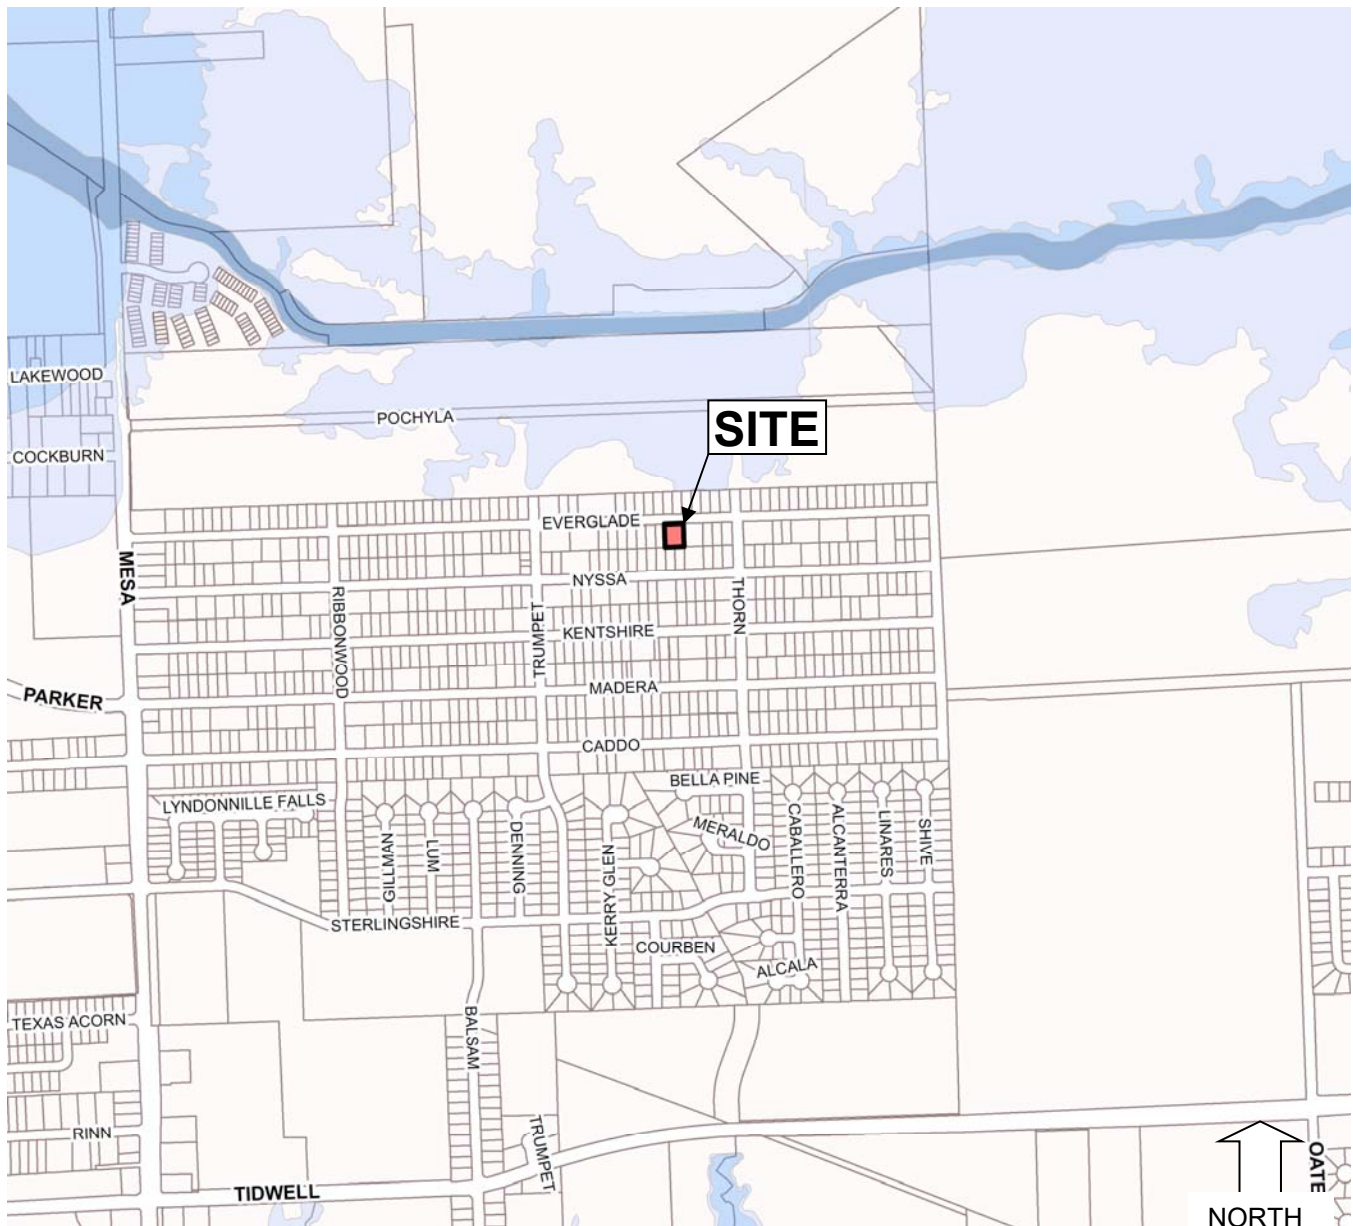 LAKEWOOD
POCHYLA
SITE
COCKBURN
EVERGLADE
MESA
NYSSA
RIBBONWOOD
TRUMPET
THORN
KENTSHIRE
PARKER
MADERA
CADDO
BELLA PINE
LYNDONNILLE FALLS
GILLMAN
LUM
DENNING
KERRY GLEN
MERALDO
CABALLERO
ALCANTERRA
LINARES
SHIVE
STERLINGSHIRE
COURBEN
ALCALA
TEXAS ACORN
BALSAM
RINN
TRUMPET
TIDWELL
OATE
NORTH